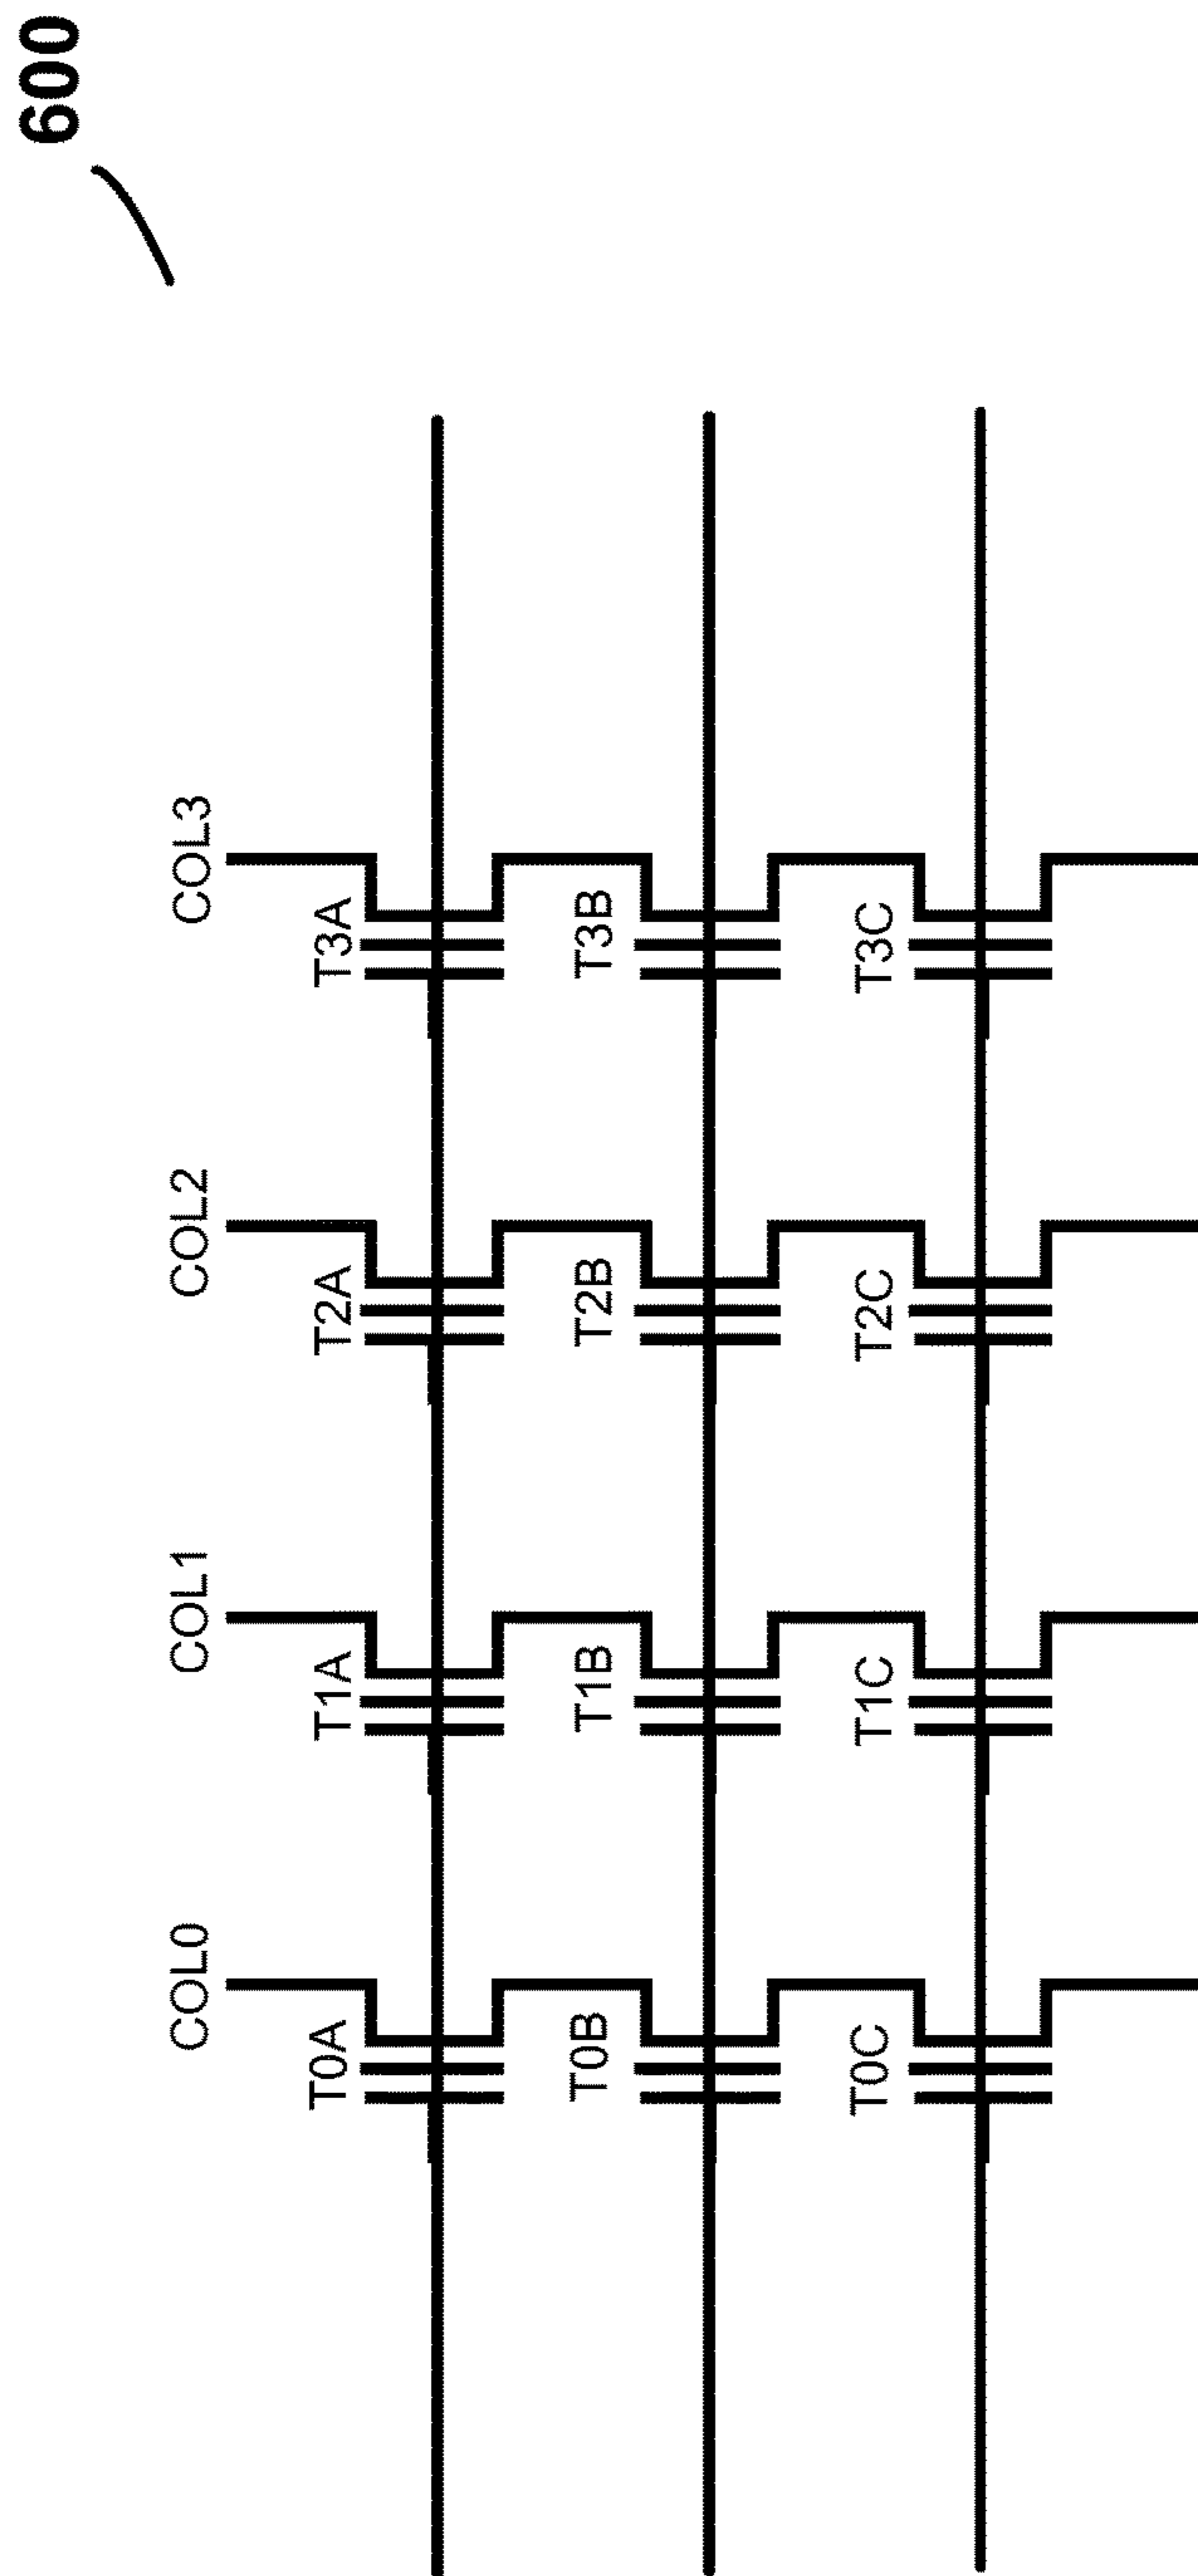 600
COL0 COL1 COL2 COL3
T0A T1A T2A T3A
T0B T1B T2B T3B
T0C T1C T2C T3C